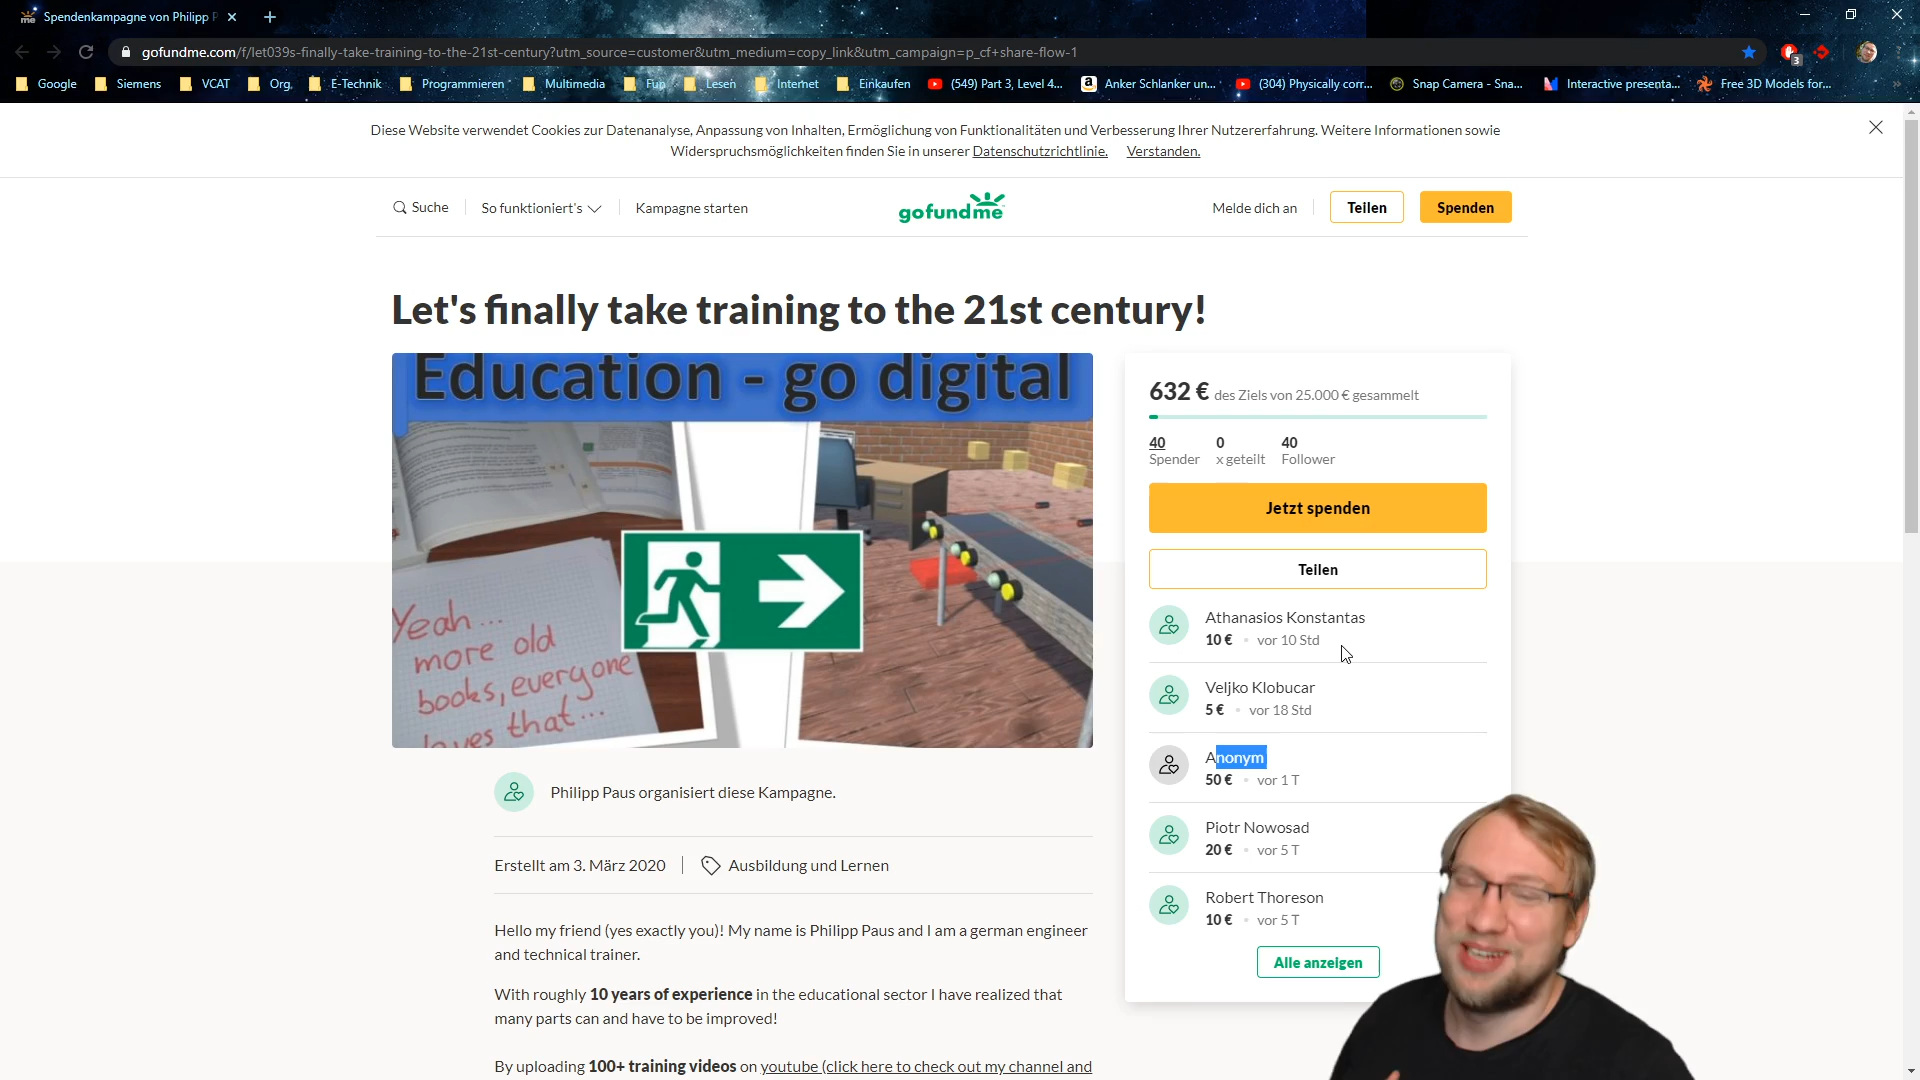 Spendenkampagne von Philipp P
gofundme.com/f/let039s-finally-take-training-to-the-21st-century?utm_source=customer&utm_medium=copy_link&utm_campaign=p_cf+share-flow-1
3
Google Siemens VCAT Org. E-Technik Programmieren Multimedia Fun Lesen Internet Einkaufen (549) Part 3, Level 4... Anker Schlanker un... (304) Physically corr... Snap Camera - Sna... Interactive presenta... Free 3D Models for...
Diese Website verwendet Cookies zur Datenanalyse, Anpassung von Inhalten, Ermöglichung von Funktionalitäten und Verbesserung Ihrer Nutzererfahrung. Weitere Informationen sowie
Widerspruchsmöglichkeiten finden Sie in unserer Datenschutzrichtlinie. Verstanden.
Suche So funktioniert's Kampagne starten gofundme Melde dich an Teilen Spenden
Let's finally take training to the 21st century!
Education - go digital
Yeah...
more old
books, everyone
loves that...
632 € des Ziels von 25.000 € gesammelt
40 0 40
Spender x geteilt Follower
Jetzt spenden
Teilen
Athanasios Konstantas
10 € • vor 10 Std
Veljko Klobucar
5 € • vor 18 Std
Anonym
50 € • vor 1 T
Piotr Nowosad
20 € • vor 5 T
Robert Thoreson
10 € • vor 5 T
Alle anzeigen
Philipp Paus organisiert diese Kampagne.
Erstellt am 3. März 2020 Ausbildung und Lernen
Hello my friend (yes exactly you)! My name is Philipp Paus and I am a german engineer
and technical trainer.
With roughly 10 years of experience in the educational sector I have realized that
many parts can and have to be improved!
By uploading 100+ training videos on youtube (click here to check out my channel and